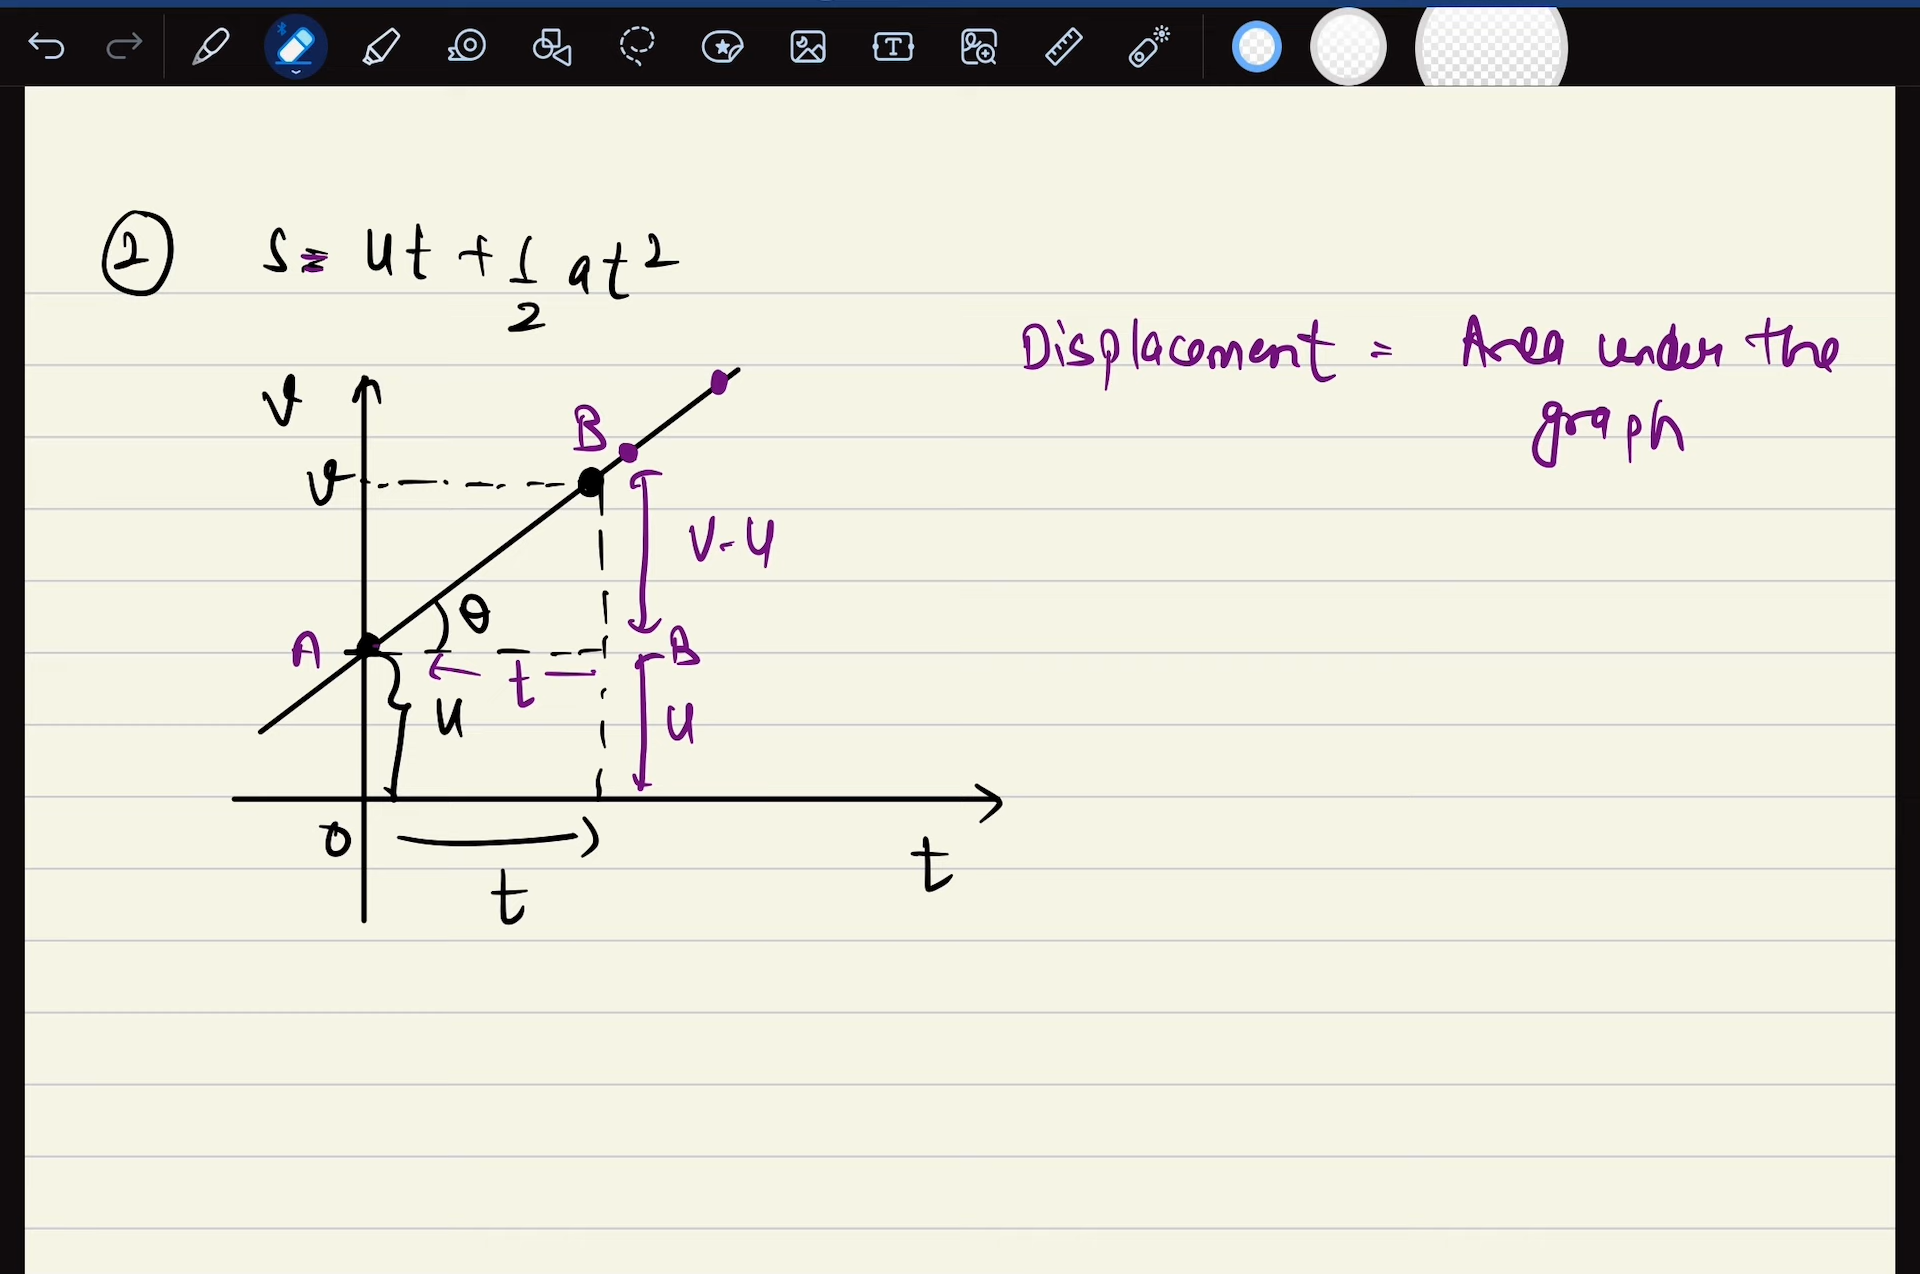 2 s = ut + 1/2 at²
Displacement = Area under the
graph
v
B
v
v-u
θ
A
B
t
u
u
0
t
t